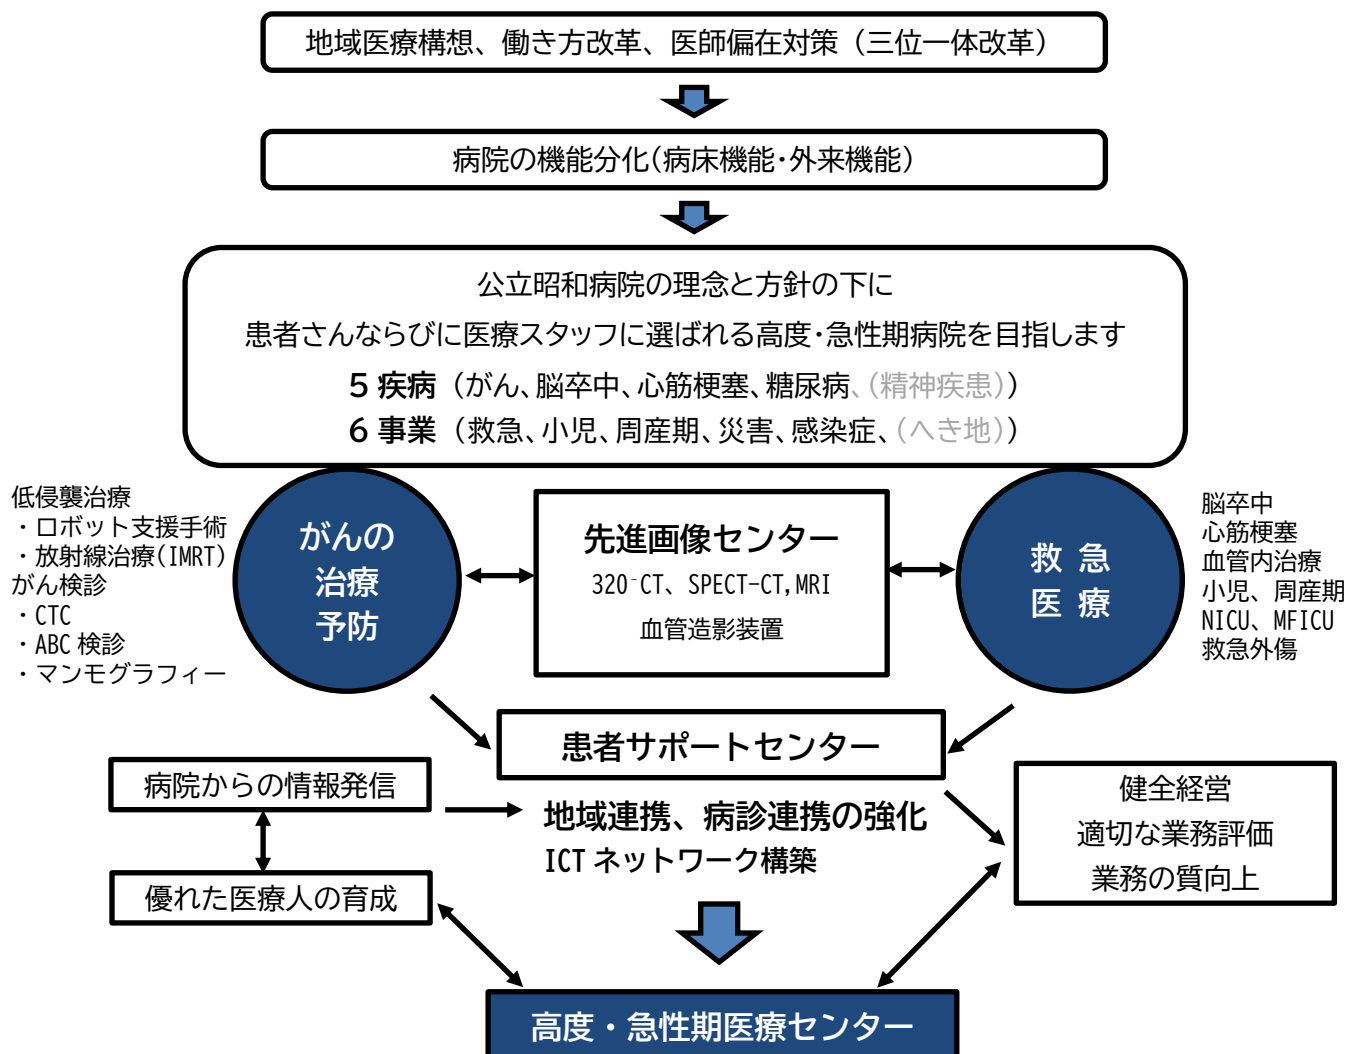 地域医療構想、働き方改革、医師偏在対策（三位一体改革）
病院の機能分化(病床機能・外来機能)
公立昭和病院の理念と方針の下に
患者さんならびに医療スタッフに選ばれる高度・急性期病院を目指します
5 疾病（がん、脳卒中、心筋梗塞、糖尿病、(精神疾患)）
6 事業（救急、小児、周産期、災害、感染症、(へき地)）
低侵襲治療
・ロボット支援手術
・放射線治療(IMRT)
がん検診
・CTC
・ABC 検診
・マンモグラフィー
がんの
治療
予防
先進画像センター
320-CT、SPECT-CT,MRI
血管造影装置
救 急
医 療
脳卒中
心筋梗塞
血管内治療
小児、周産期
NICU、MFICU
救急外傷
患者サポートセンター
病院からの情報発信
地域連携、病診連携の強化
ICT ネットワーク構築
優れた医療人の育成
健全経営
適切な業務評価
業務の質向上
高度・急性期医療センター